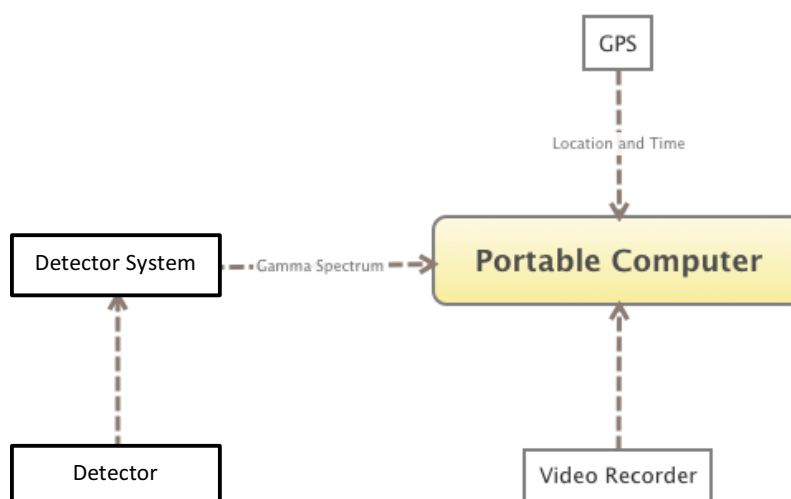 GPS
Location and Time
Detector System
Gamma Spectrum
Portable Computer
Detector
Video Recorder